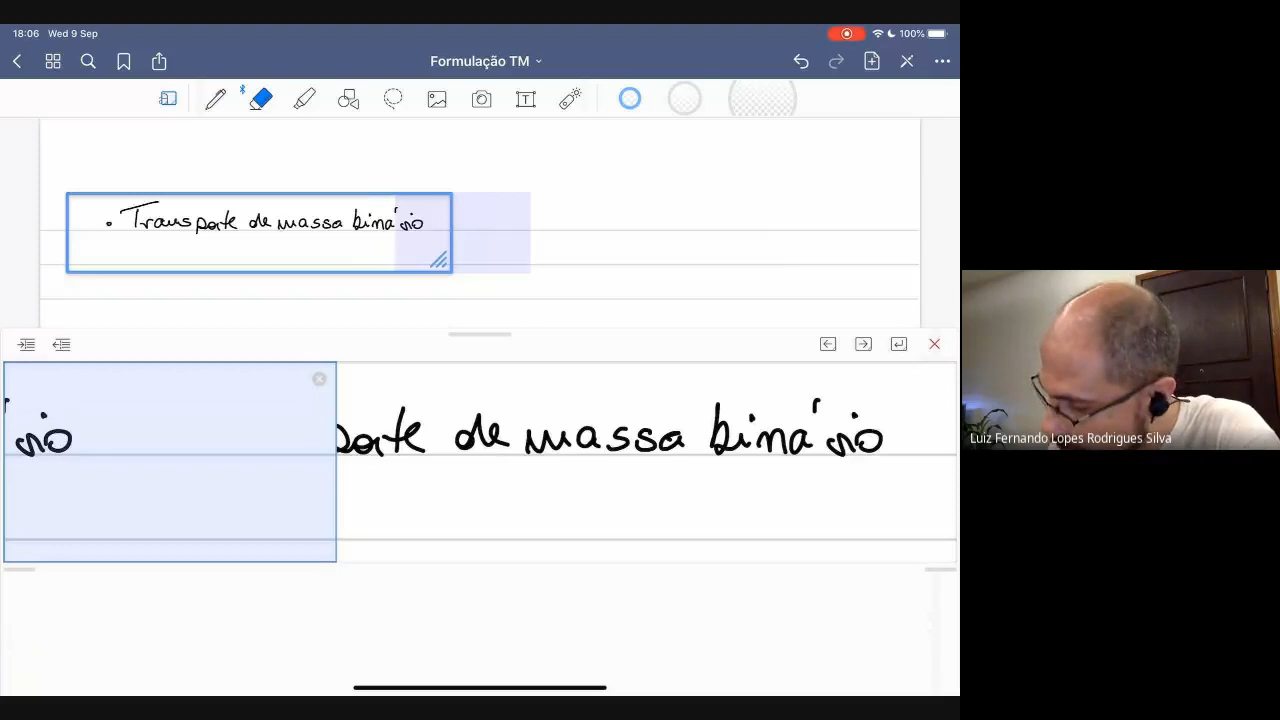 18:06 Wed 9 Sep 100%
Formulação TM
T
• Transporte de massa binário
ário
porte de massa binário
Luiz Fernando Lopes Rodrigues Silva